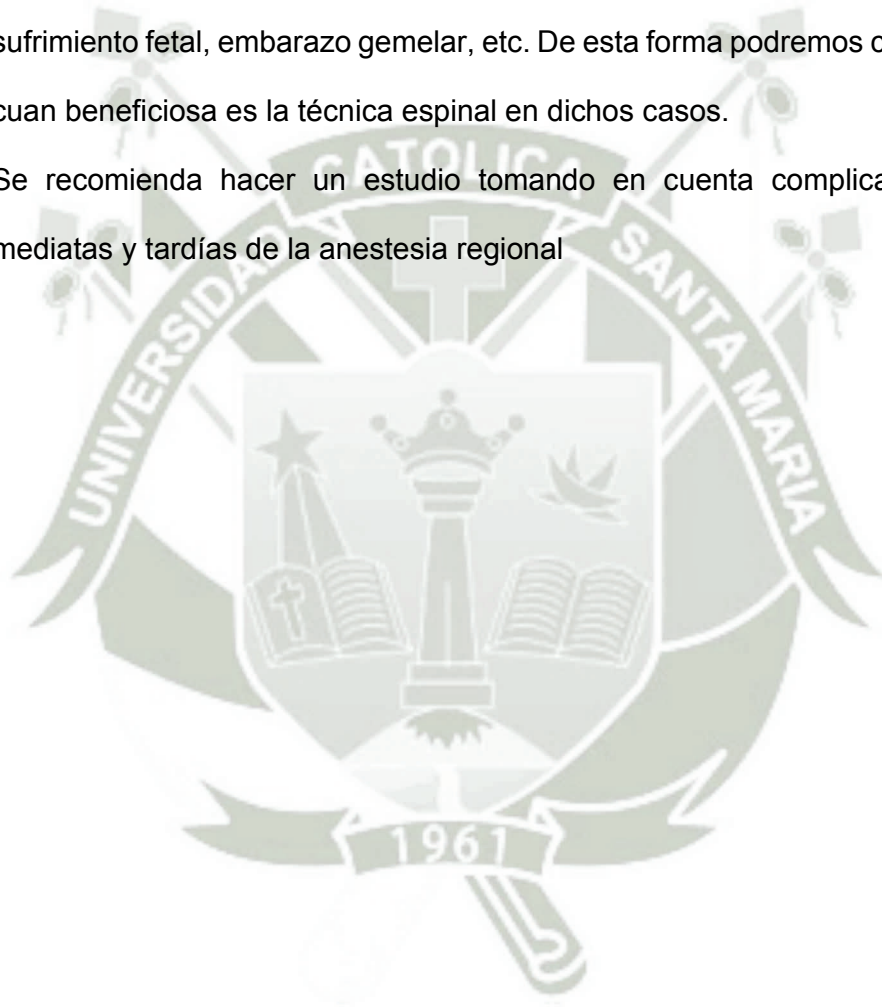 sufrimiento fetal, embarazo gemelar, etc. De esta forma podremos
cuan beneficiosa es la técnica espinal en dichos casos.
Se recomienda hacer un estudio tomando en cuenta
mediatas y tardías de la anestesia regional
UNIVERSIDAD CATOLICA SANTA MARIA
1961